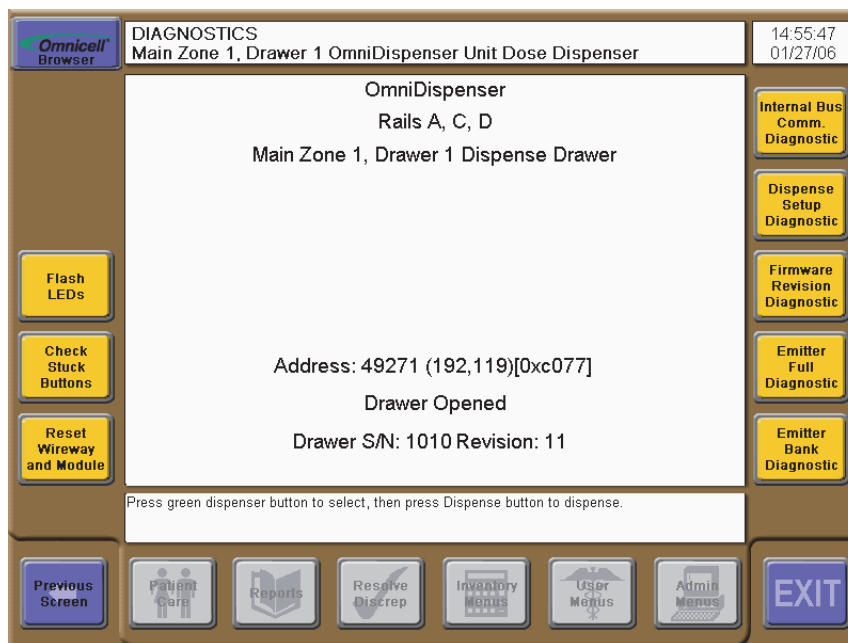 Omnicell®
Browser
DIAGNOSTICS
Main Zone 1, Drawer 1 OmniDispenser Unit Dose Dispenser
14:55:47
01/27/06
OmniDispenser
Rails A, C, D
Main Zone 1, Drawer 1 Dispense Drawer
Address: 49271 (192,119)[0xc077]
Drawer Opened
Drawer S/N: 1010 Revision: 11
Flash
LEDs
Check
Stuck
Buttons
Reset
Wireway
and Module
Internal Bus
Comm.
Diagnostic
Dispense
Setup
Diagnostic
Firmware
Revision
Diagnostic
Emitter
Full
Diagnostic
Emitter
Bank
Diagnostic
Press green dispenser button to select, then press Dispense button to dispense.
Previous
Screen
Patient
Care
Reports
Resolve
Discrep
Inventory
Menus
User
Menus
Admin
Menus
EXIT